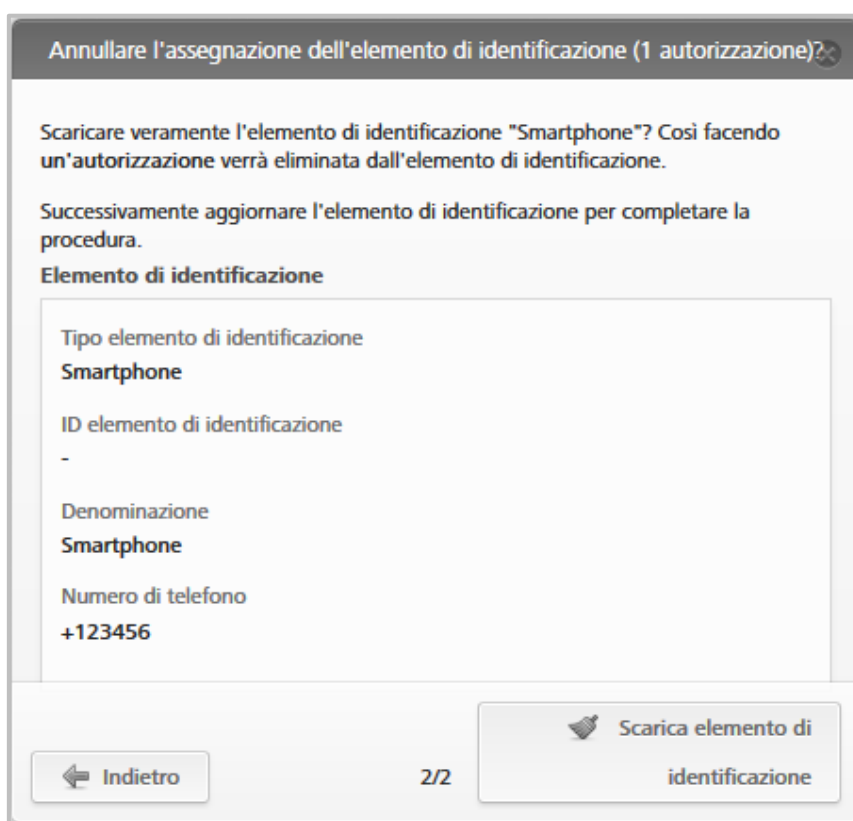 Annullare l'assegnazione dell'elemento di identificazione (1 autorizzazione)?
Scaricare veramente l'elemento di identificazione "Smartphone"? Così facendo
un'autorizzazione verrà eliminata dall'elemento di identificazione.
Successivamente aggiornare l'elemento di identificazione per completare la
procedura.
Elemento di identificazione
Tipo elemento di identificazione
Smartphone
ID elemento di identificazione
-
Denominazione
Smartphone
Numero di telefono
+123456
Indietro
2/2
Scarica elemento di
identificazione